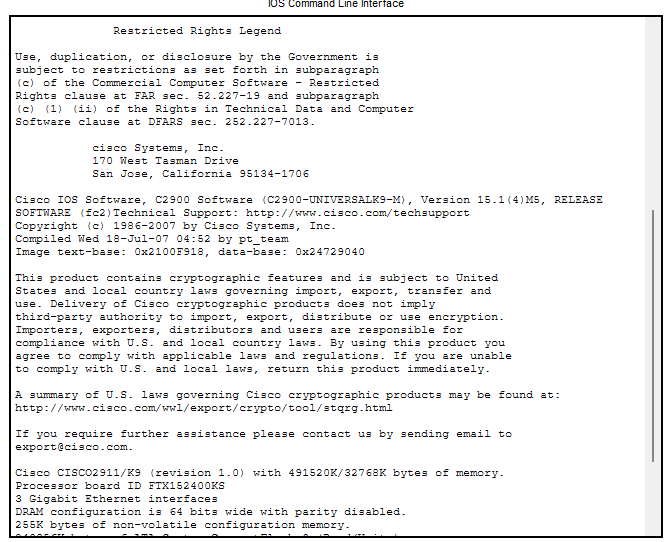 IOS Command Line Interface
Restricted Rights Legend
Use, duplication, or disclosure by the Government is
subject to restrictions as set forth in subparagraph
(c) of the Commercial Computer Software - Restricted
Rights clause at FAR sec. 52.227-19 and subparagraph
(c) (1) (ii) of the Rights in Technical Data and Computer
Software clause at DFARS sec. 252.227-7013.
cisco Systems, Inc.
170 West Tasman Drive
San Jose, California 95134-1706
Cisco IOS Software, C2900 Software (C2900-UNIVERSALK9-M), Version 15.1(4)M5, RELEASE
SOFTWARE (fc2)Technical Support: http://www.cisco.com/techsupport
Copyright (c) 1986-2007 by Cisco Systems, Inc.
Compiled Wed 18-Jul-07 04:52 by pt_team
Image text-base: 0x2100F918, data-base: 0x24729040
This product contains cryptographic features and is subject to United
States and local country laws governing import, export, transfer and
use. Delivery of Cisco cryptographic products does not imply
third-party authority to import, export, distribute or use encryption.
Importers, exporters, distributors and users are responsible for
compliance with U.S. and local country laws. By using this product you
agree to comply with applicable laws and regulations. If you are unable
to comply with U.S. and local laws, return this product immediately.
A summary of U.S. laws governing Cisco cryptographic products may be found at:
http://www.cisco.com/wwl/export/crypto/tool/stqrg.html
If you require further assistance please contact us by sending email to
export@cisco.com.
Cisco CISCO2911/K9 (revision 1.0) with 491520K/32768K bytes of memory.
Processor board ID FTX152400KS
3 Gigabit Ethernet interfaces
DRAM configuration is 64 bits wide with parity disabled.
255K bytes of non-volatile configuration memory.